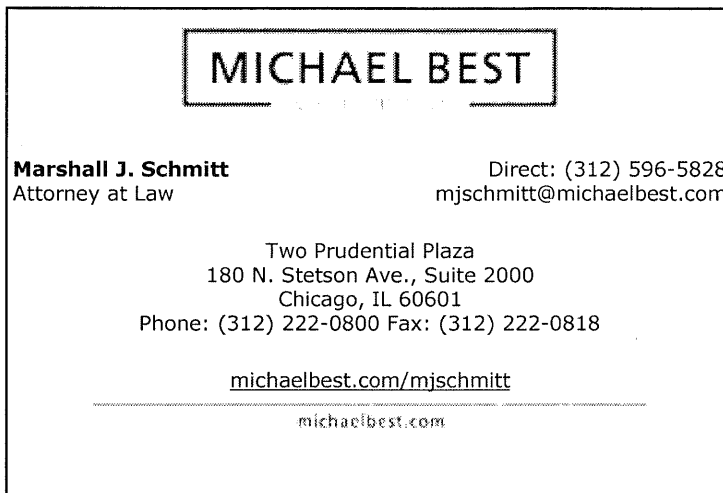 MICHAEL BEST
Marshall J. Schmitt
Direct: (312) 596-5828
Attorney at Law
mjschmitt@michaelbest.com
Two Prudential Plaza
180 N. Stetson Ave., Suite 2000
Chicago, IL 60601
Phone: (312) 222-0800 Fax: (312) 222-0818
michaelbest.com/mjschmitt
michaelbest.com